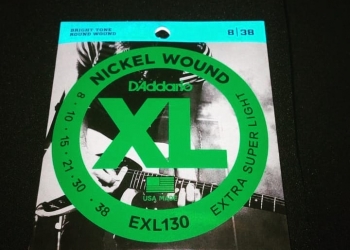 BRIGHT TONE
ROUND WOUND
8|38
NICKEL WOUND
D'Addario
XL
8 · 10 · 15 · 21 · 30 · 38
EXTRA SUPER LIGHT
USA MADE
EXL130